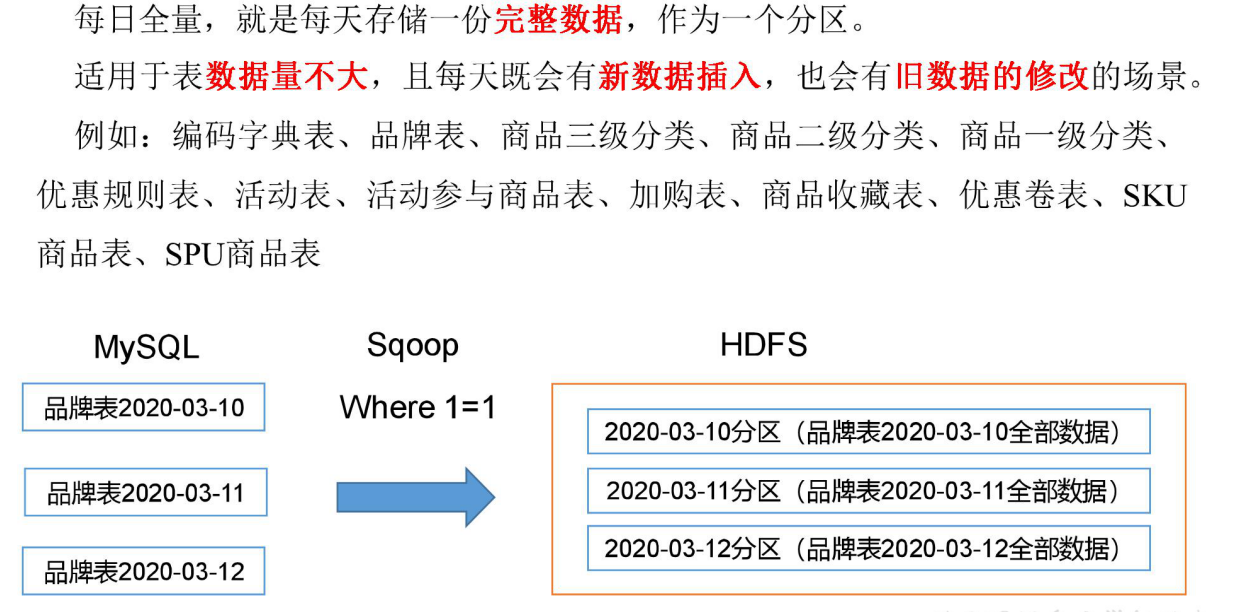 每日全量，就是每天存储一份完整数据，作为一个分区。
适用于表数据量不大，且每天既会有新数据插入，也会有旧数据的修改的场景。
例如：编码字典表、品牌表、商品三级分类、商品二级分类、商品一级分类、
优惠规则表、活动表、活动参与商品表、加购表、商品收藏表、优惠卷表、SKU
商品表、SPU商品表
MySQL
Sqoop
HDFS
品牌表2020-03-10
Where 1=1
2020-03-10分区（品牌表2020-03-10全部数据）
品牌表2020-03-11
2020-03-11分区（品牌表2020-03-11全部数据）
品牌表2020-03-12
2020-03-12分区（品牌表2020-03-12全部数据）